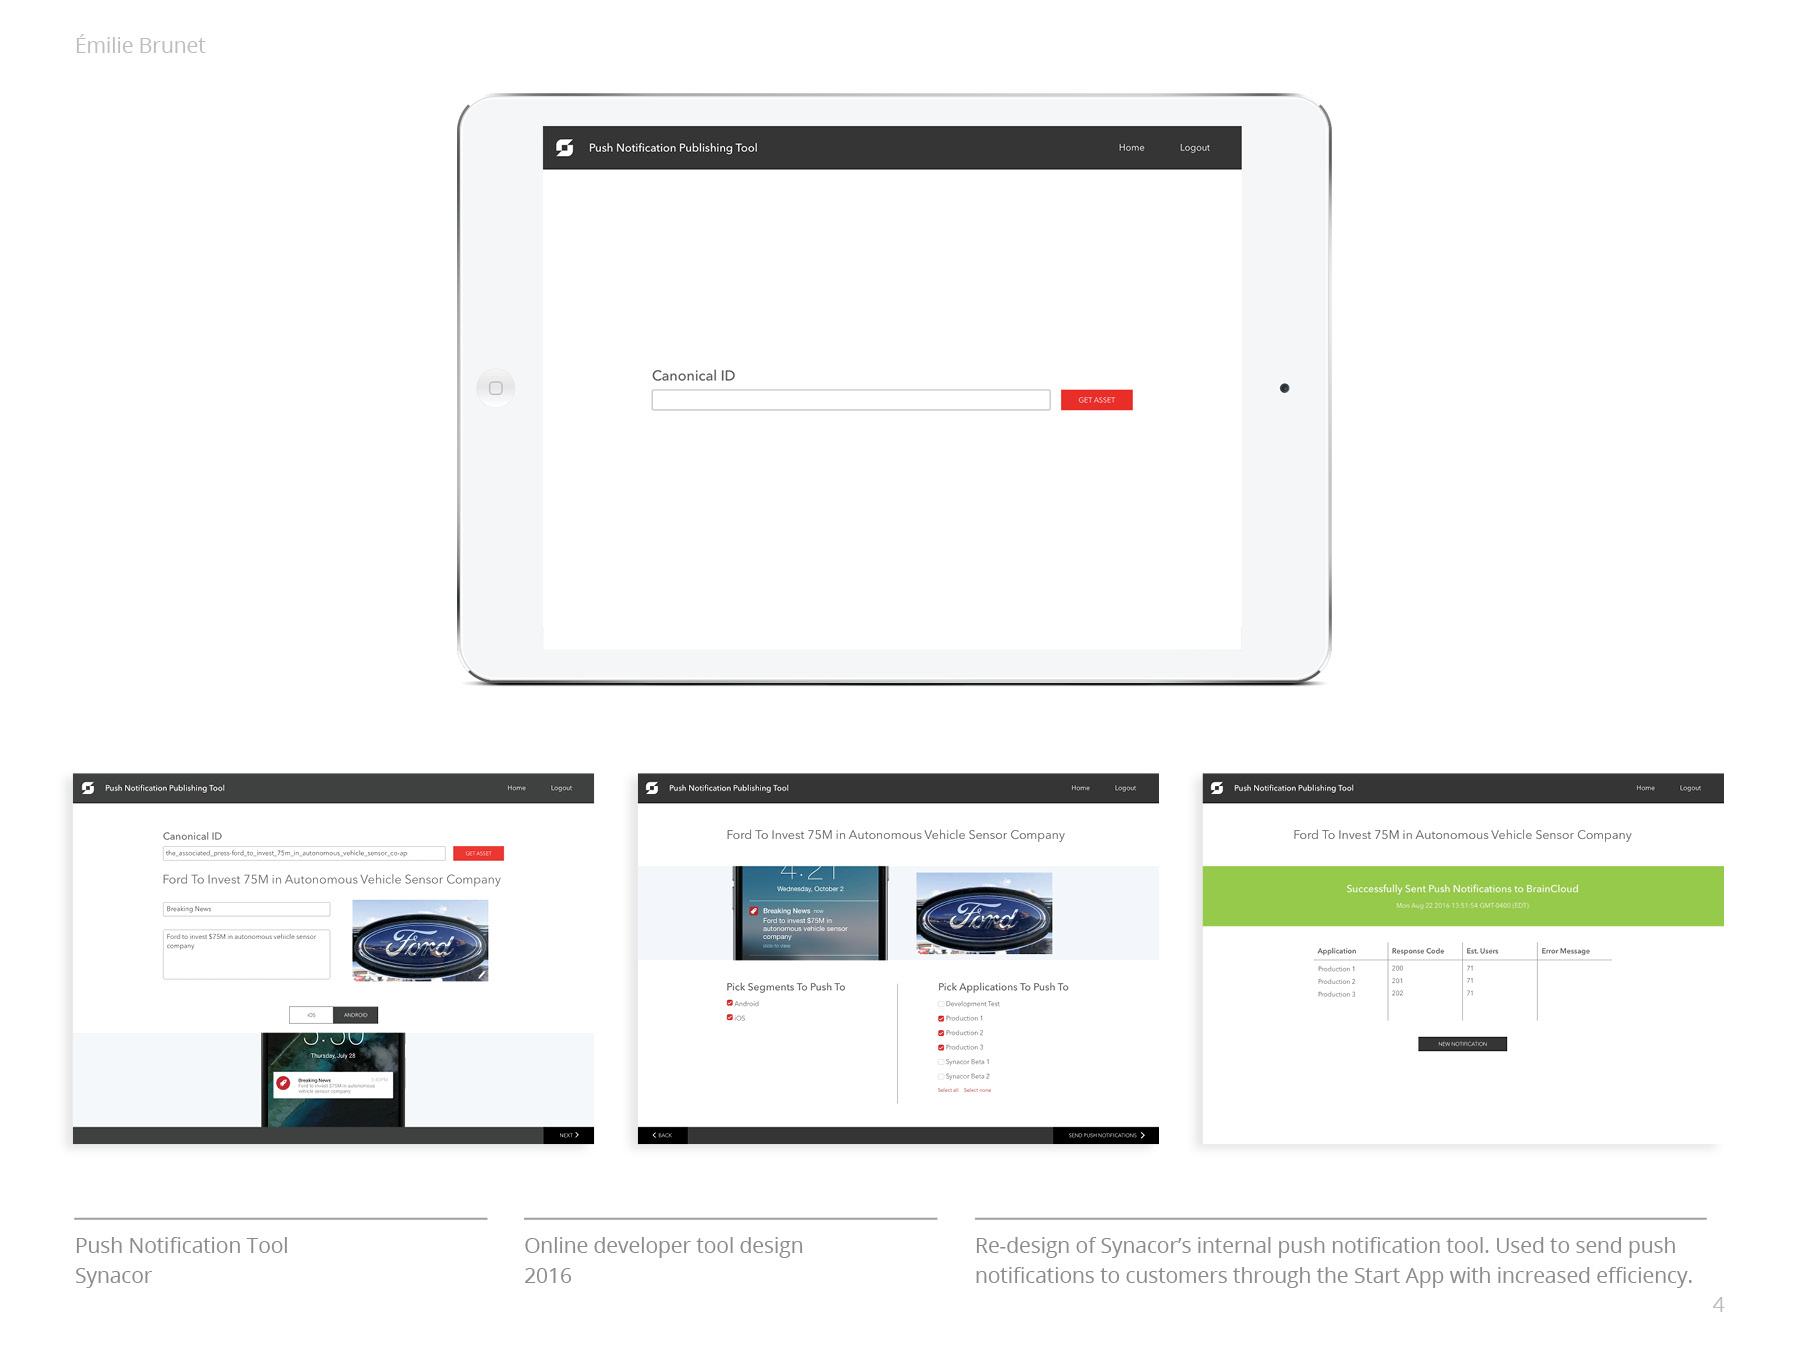 Émilie Brunet
Push Notification Publishing Tool
Home
Logout
Canonical ID
GET ASSET
Push Notification Publishing Tool
Home
Logout
Canonical ID
the_associated_press-ford_to_invest_75m_in_autonomous_vehicle_sensor_co-ap
GET ASSET
Ford To Invest 75M in Autonomous Vehicle Sensor Company
Breaking News
Ford to invest $75M in autonomous vehicle sensor
company
Ford
iOS
ANDROID
Thursday, July 28
Breaking News
Ford to invest $75M in autonomous
vehicle sensor company
NEXT
Push Notification Publishing Tool
Home
Logout
Ford To Invest 75M in Autonomous Vehicle Sensor Company
4:21
Wednesday, October 2
Breaking News now
Ford to invest $75M in
autonomous vehicle sensor
company
slide to view
Ford
Pick Segments To Push To
Android
iOS
Pick Applications To Push To
Development Test
Production 1
Production 2
Production 3
Synacor Beta 1
Synacor Beta 2
Select all Select none
BACK
SEND PUSH NOTIFICATIONS
Push Notification Publishing Tool
Home
Logout
Ford To Invest 75M in Autonomous Vehicle Sensor Company
Successfully Sent Push Notifications to BrainCloud
Mon Aug 22 2016 13:51:54 GMT-0400 (EDT)
Application Response Code Est. Users Error Message
Production 1 200 71
Production 2 201 71
Production 3 202 71
NEW NOTIFICATION
Push Notification Tool
Synacor
Online developer tool design
2016
Re-design of Synacor’s internal push notification tool. Used to send push
notifications to customers through the Start App with increased efficiency.
4